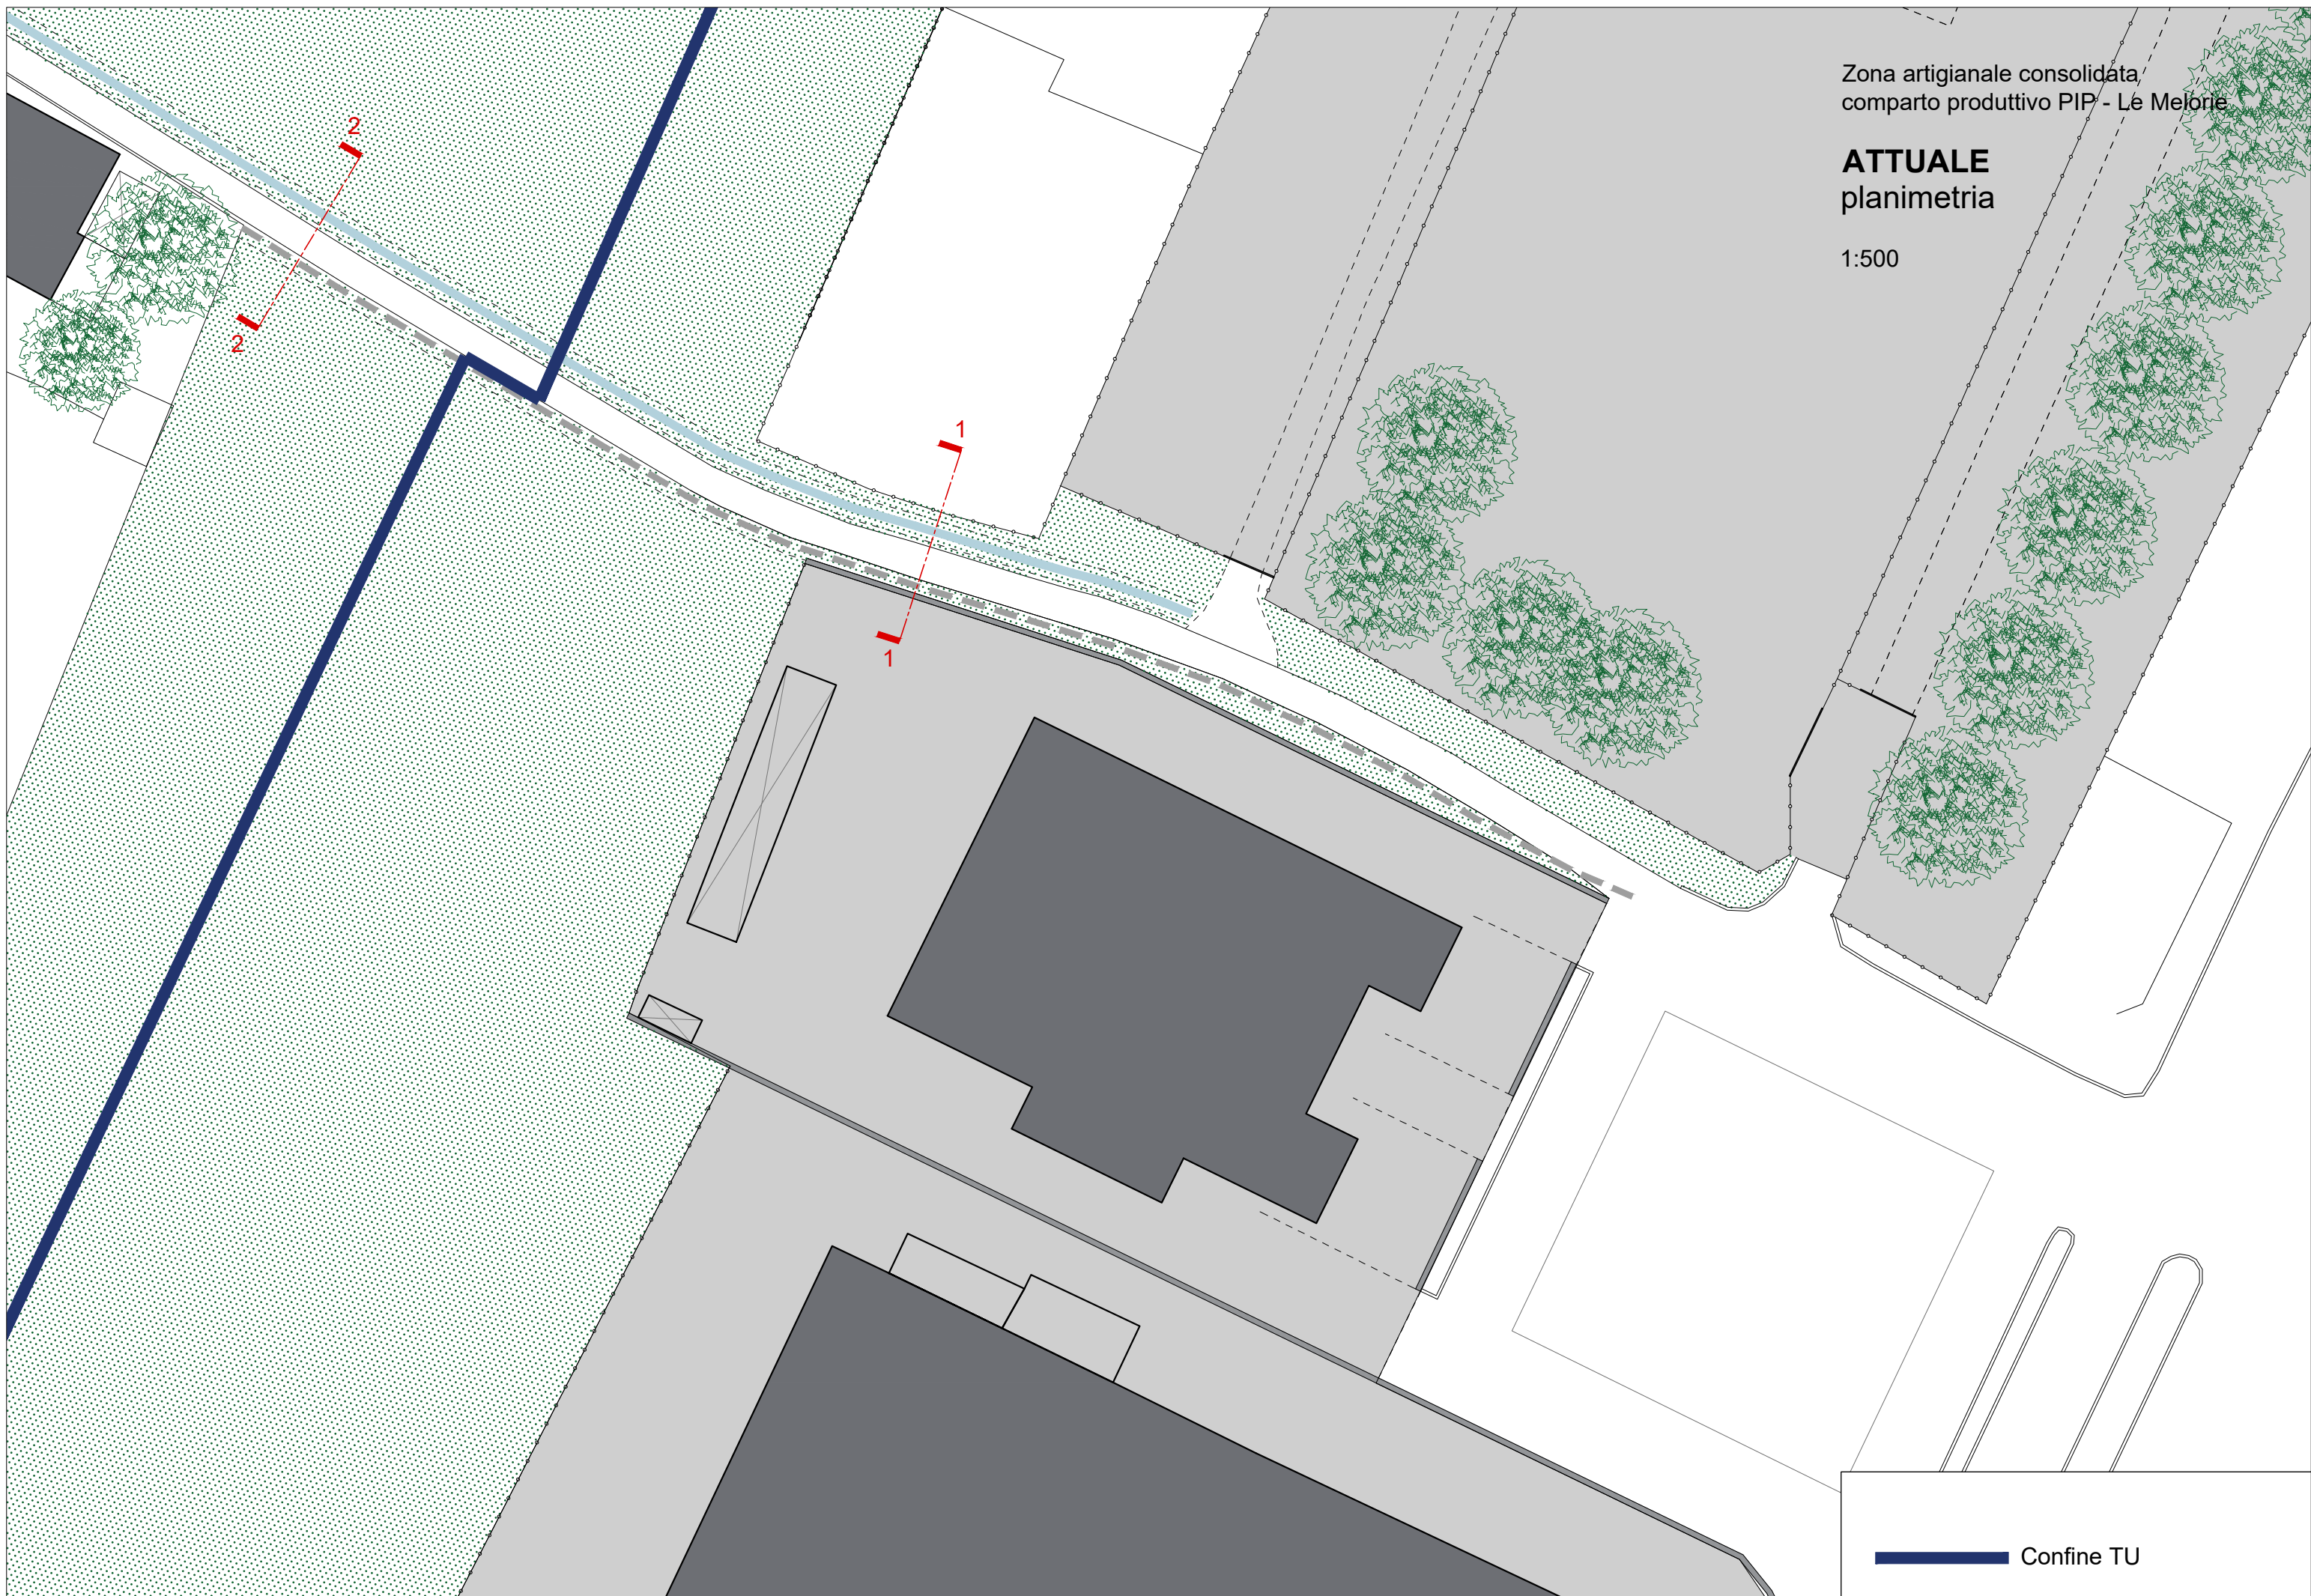 Zona artigianale consolidata
comparto produttivo PIP - Le Melorie
ATTUALE
planimetria
1:500
2
2
1
1
Confine TU